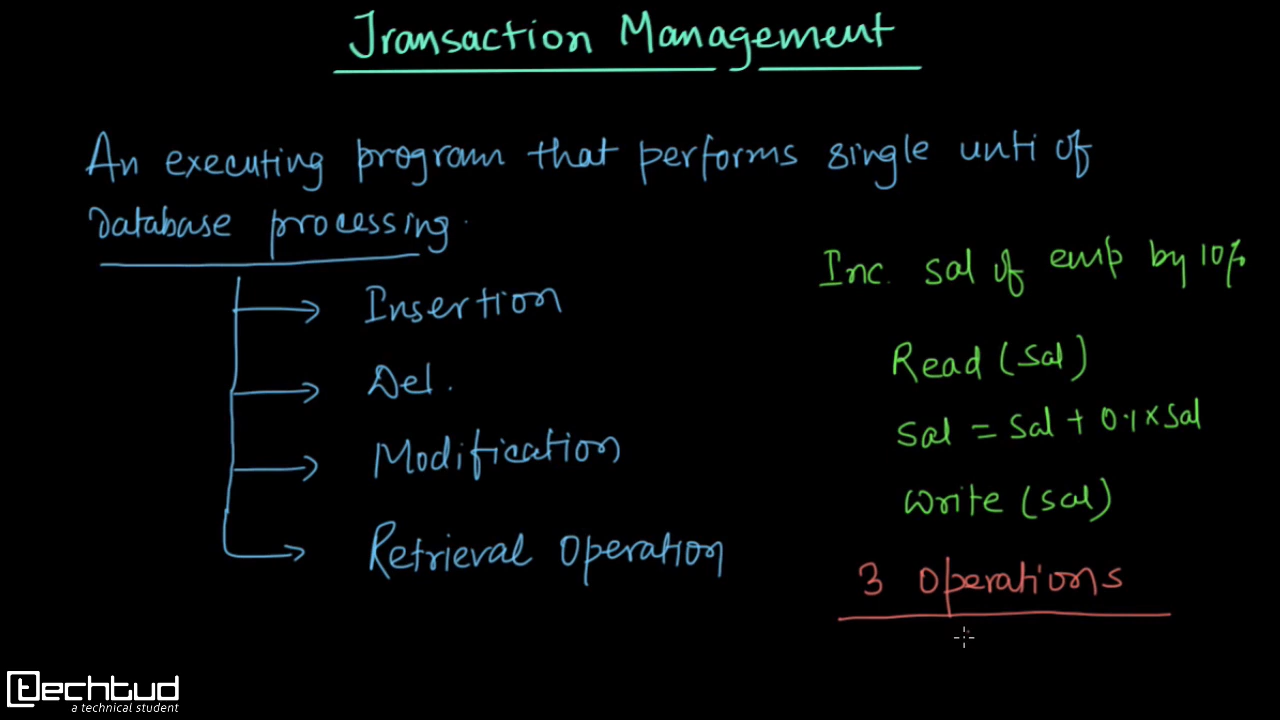 Transaction Management
An executing program that performs single unti of
Database processing.
Insertion
Del.
Modification
Retrieval Operation
Inc. sal of emp by 10%
Read (sal)
Sal = Sal + 0.1 x Sal
Write (sal)
3 Operations
techtud
a technical student